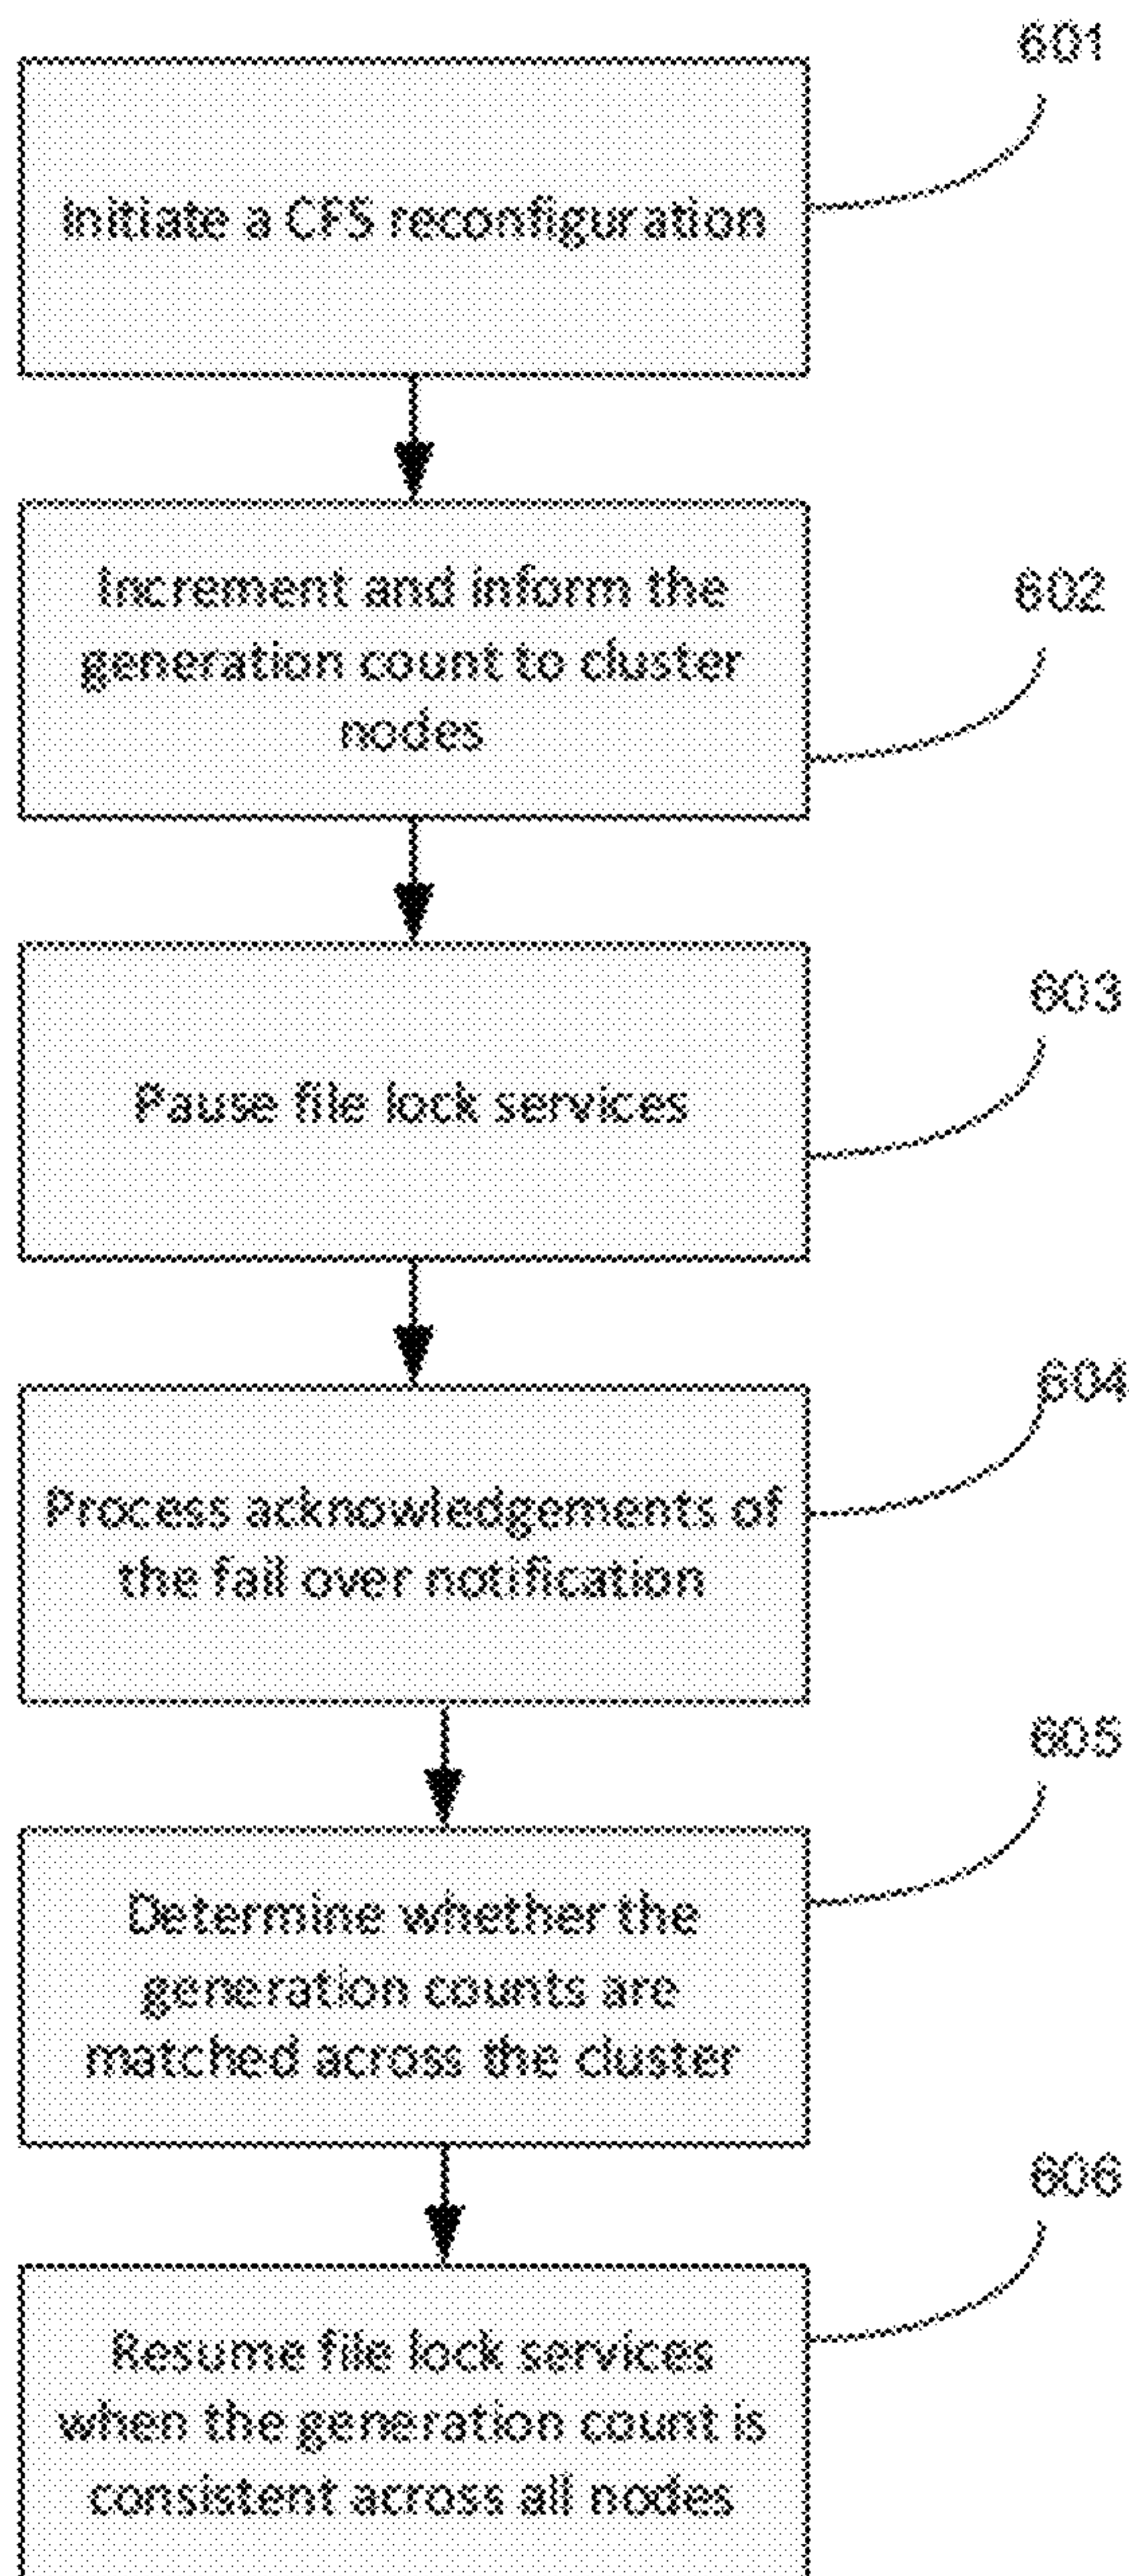 601
Initiate a CFS reconfiguration
602
Increment and inform the
generation count to cluster
nodes
603
Pause file lock services
604
Process acknowledgements of
the fail over notification
605
Determine whether the
generation counts are
matched across the cluster
606
Resume file lock services
when the generation count is
consistent across all nodes